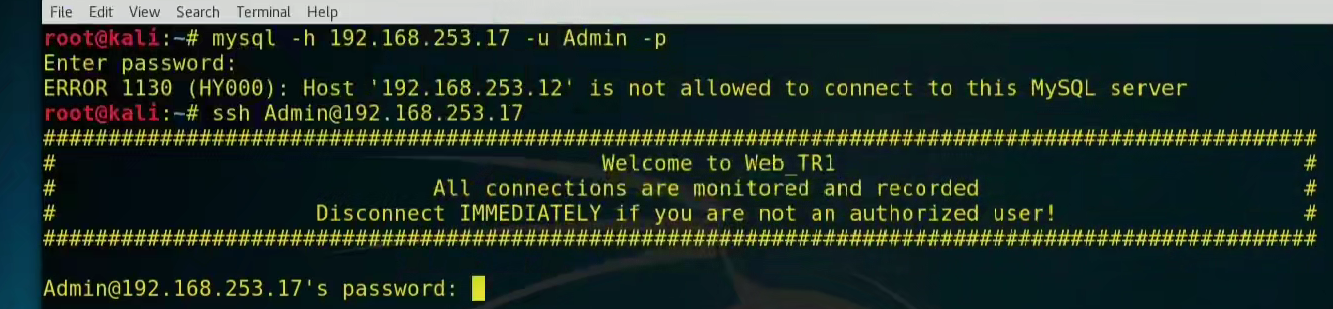 File Edit View Search Terminal Help
root@kali:~# mysql -h 192.168.253.17 -u Admin -p
Enter password:
ERROR 1130 (HY000): Host '192.168.253.12' is not allowed to connect to this MySQL server
root@kali:~# ssh Admin@192.168.253.17
##################################################################################################
# Welcome to Web_TR1 #
# All connections are monitored and recorded #
# Disconnect IMMEDIATELY if you are not an authorized user! #
##################################################################################################
Admin@192.168.253.17's password: